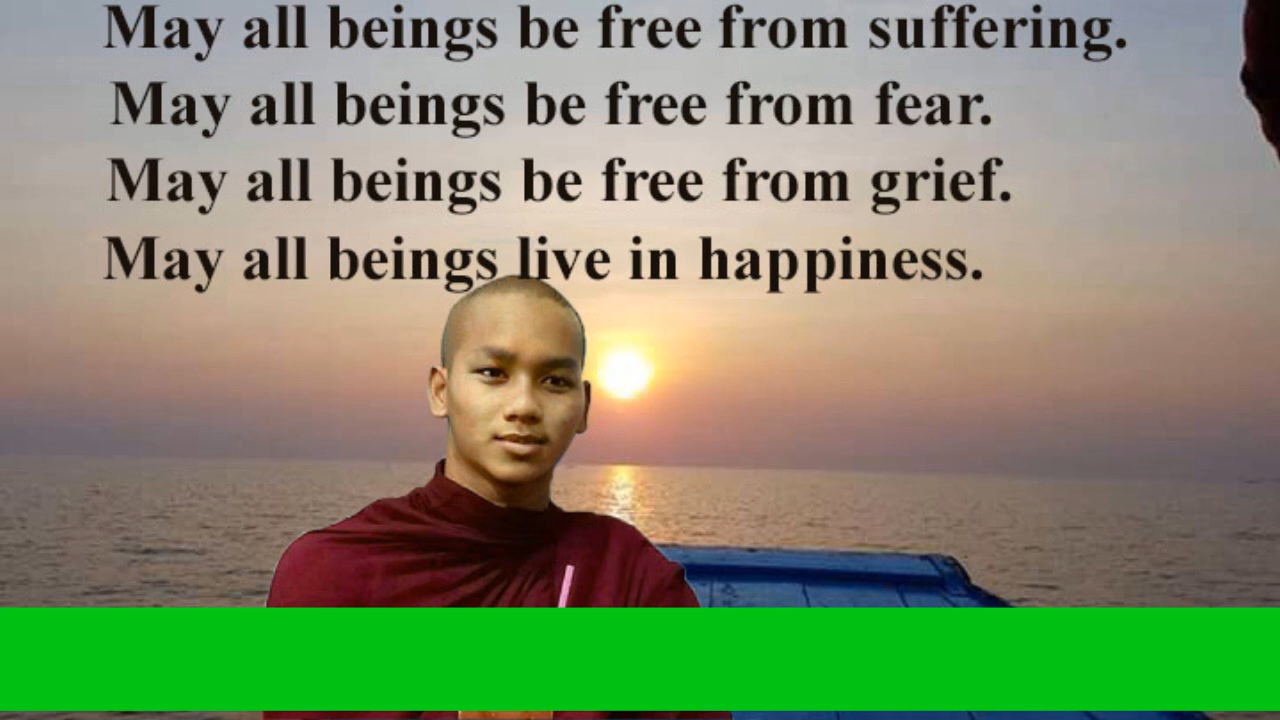 May all beings be free from suffering.
May all beings be free from fear.
May all beings be free from grief.
May all beings live in happiness.